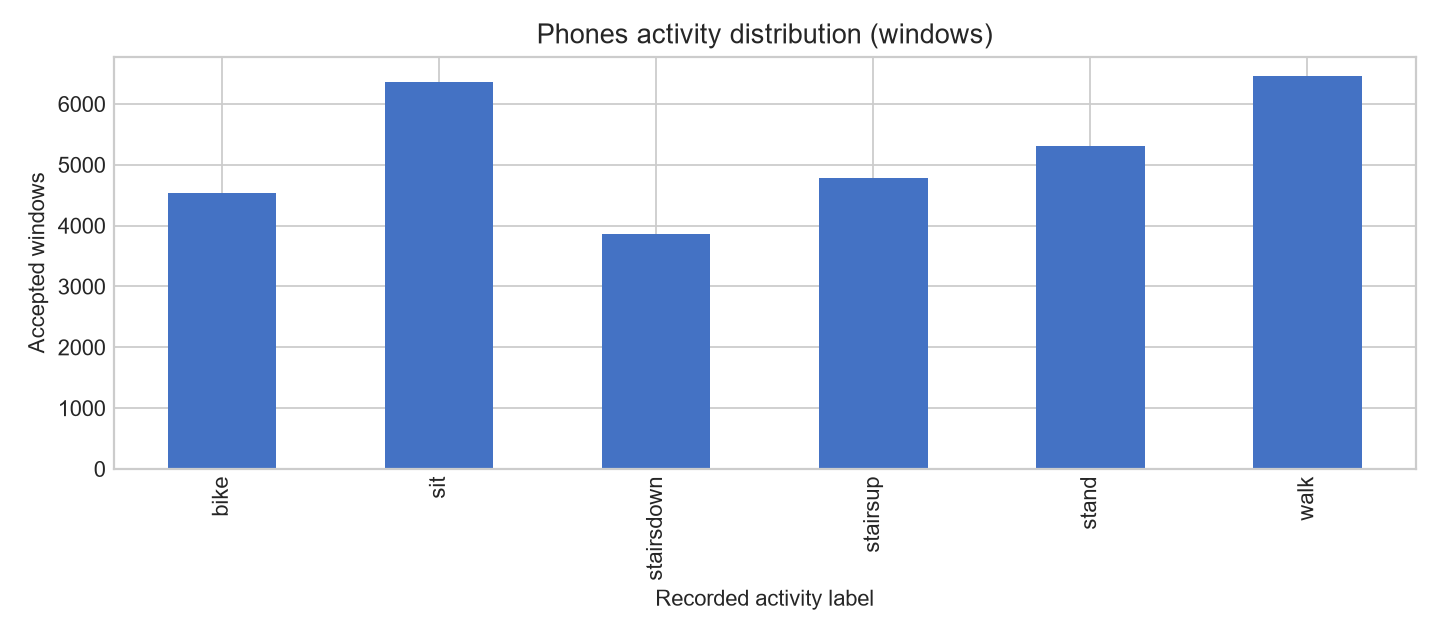 Phones activity distribution (windows)
Accepted windows
6000
5000
4000
3000
2000
1000
0
bike
sit
stairsdown
stairsup
stand
walk
Recorded activity label